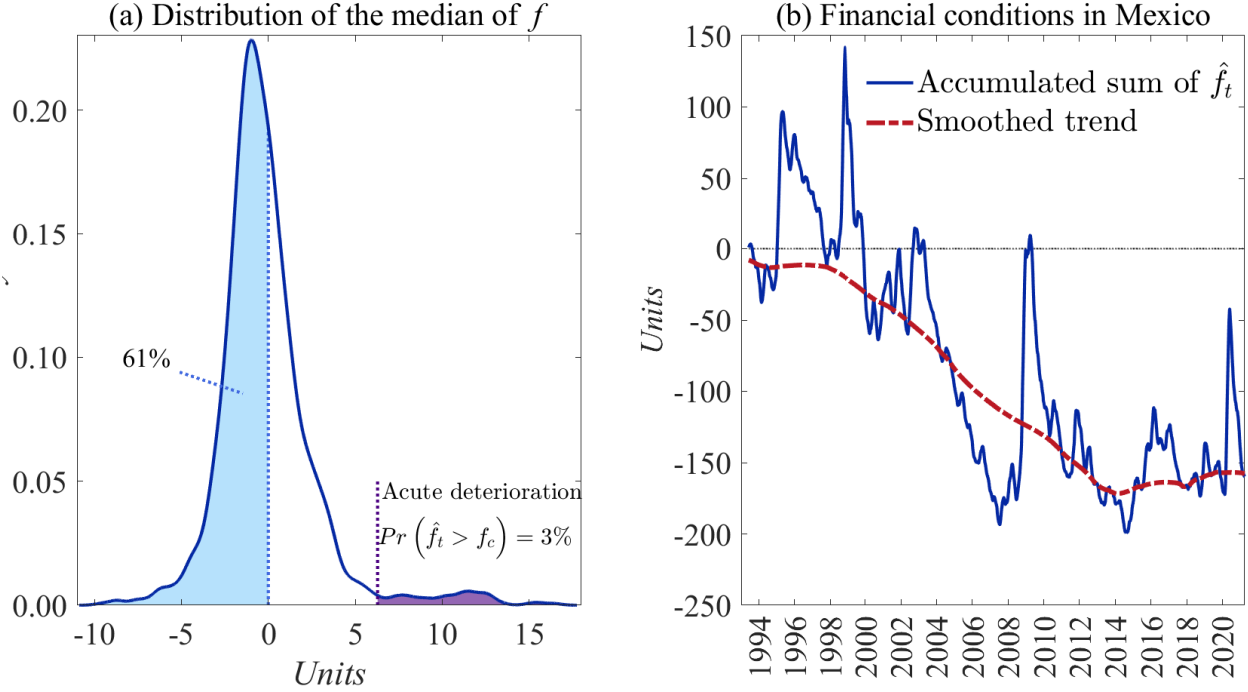 (a) Distribution of the median of f
0.20
0.15
0.10
0.05
0.00
61%
Acute deterioration
Pr (f̂ₜ > f_c) = 3%
-10 -5 0 5 10 15
Units
(b) Financial conditions in Mexico
150
100
50
0
-50
-100
-150
-200
-250
Units
Accumulated sum of f̂ₜ
Smoothed trend
1994 1996 1998 2000 2002 2004 2006 2008 2010 2012 2014 2016 2018 2020